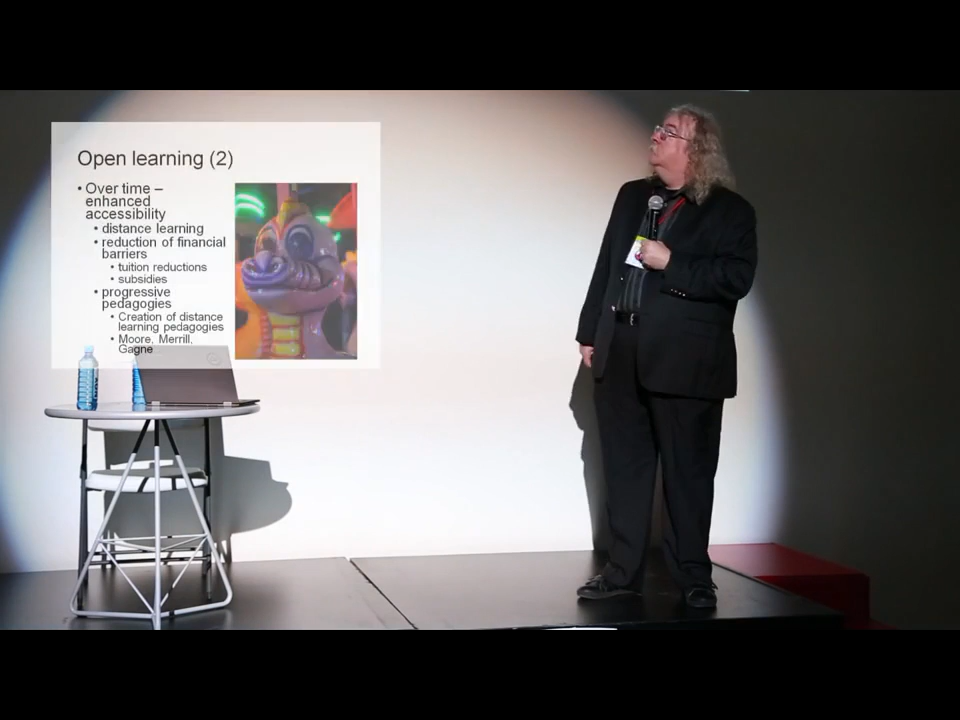 Open learning (2)
• Over time –
enhanced
accessibility
• distance learning
• reduction of financial
barriers
• tuition reductions
• subsidies
• progressive
pedagogies
• Creation of distance
learning pedagogies
• Moore, Merrill,
Gagne